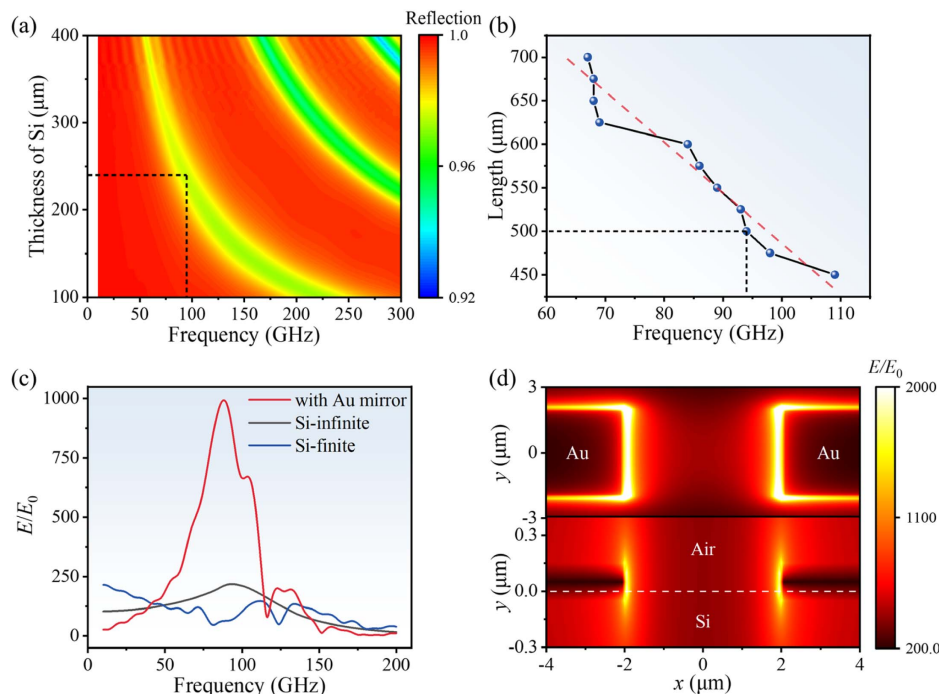 (a)
Reflection
400
300
200
100
Thickness of Si (μm)
0 50 100 150 200 250 300
Frequency (GHz)
1.0
0.96
0.92
(b)
700
650
600
550
500
450
Length (μm)
60 70 80 90 100 110
Frequency (GHz)
(c)
1000
750
500
250
0
E/E0
with Au mirror
Si-infinite
Si-finite
0 50 100 150 200
Frequency (GHz)
(d)
E/E0
3
0
-3
y (μm)
Au
Au
0.3
0.0
-0.3
y (μm)
Air
Si
-4 -2 0 2 4
x (μm)
2000
1100
200.0